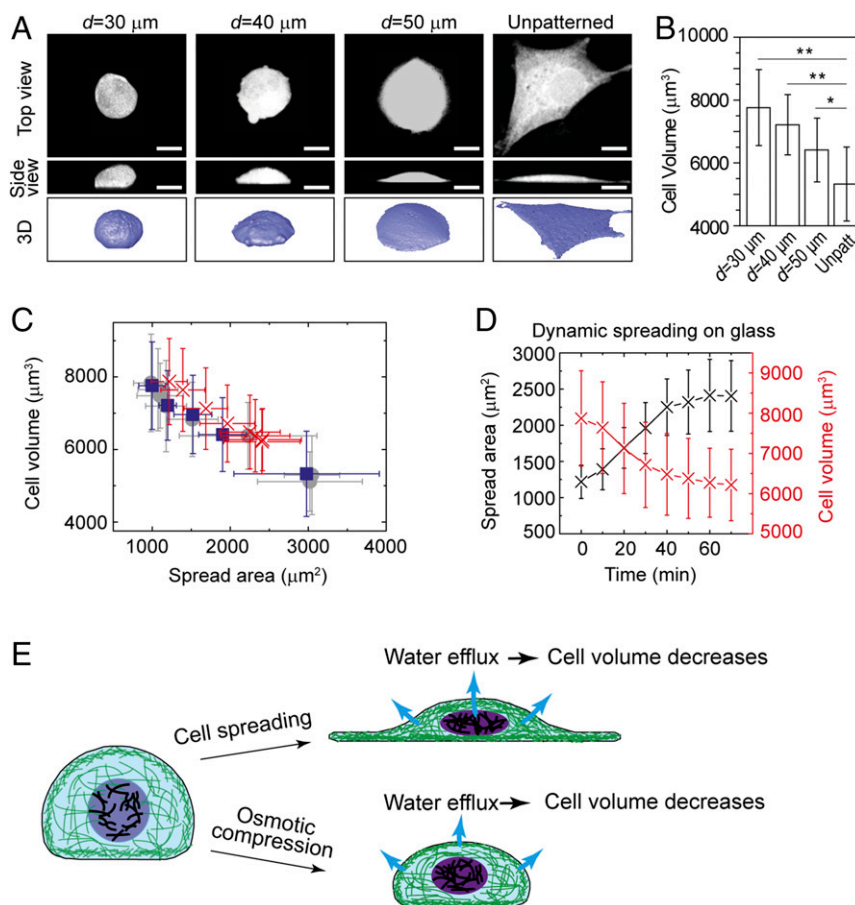 A
d=30 μm
d=40 μm
d=50 μm
Unpatterned
Top view
Side view
3D
B
10000
8000
6000
4000
Cell Volume (μm³)
**
**
*
d=30 μm
d=40 μm
d=50 μm
Unpatt
C
8000
6000
4000
Cell volume (μm³)
1000
2000
3000
4000
Spread area (μm²)
D
Dynamic spreading on glass
3000
2500
2000
1500
1000
500
Spread area (μm²)
9000
8000
7000
6000
5000
Cell volume (μm³)
0
20
40
60
Time (min)
E
Water efflux → Cell volume decreases
Cell spreading
Water efflux → Cell volume decreases
Osmotic
compression